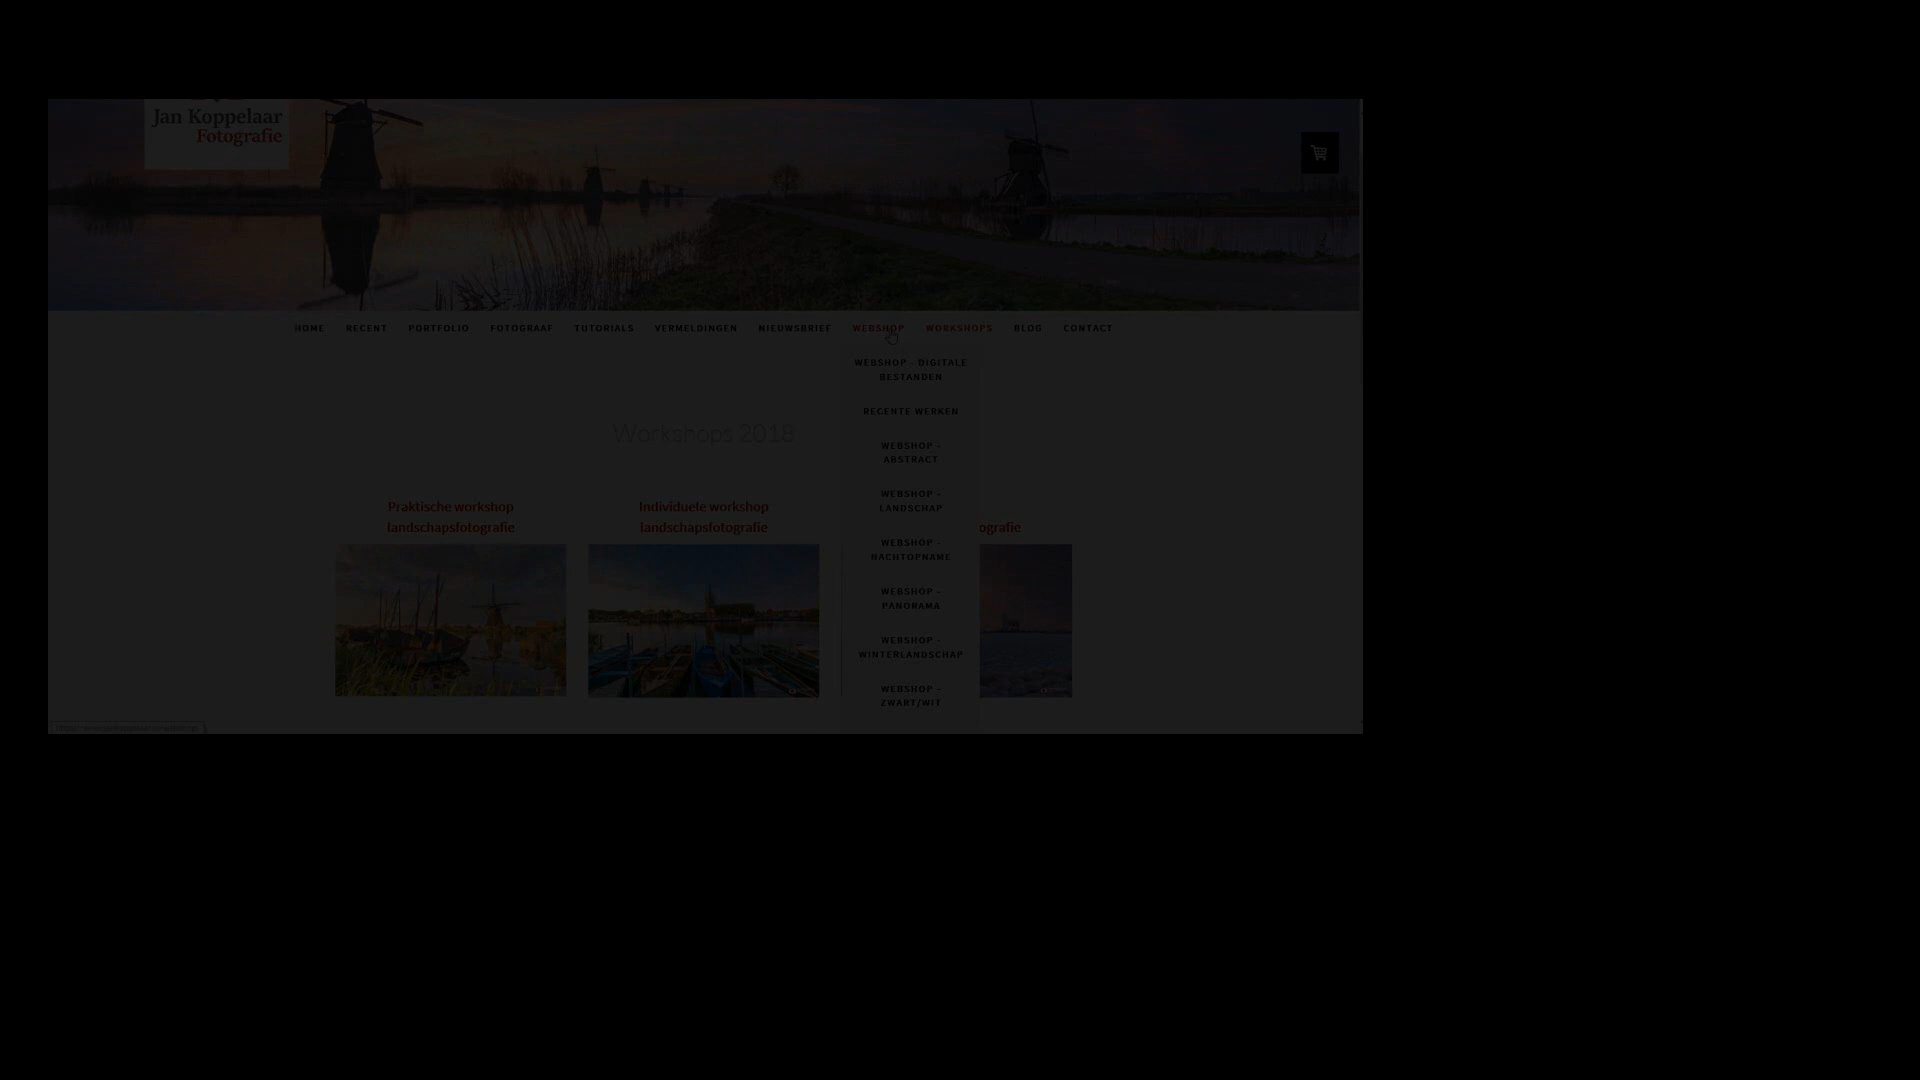 Jan Koppelaar
Fotografie
HOME RECENT PORTFOLIO FOTOGRAAF TUTORIALS VERMELDINGEN NIEUWSBRIEF WEBSHOP WORKSHOPS BLOG CONTACT
WEBSHOP - DIGITALE
BESTANDEN
RECENTE WERKEN
WEBSHOP -
ABSTRACT
WEBSHOP -
LANDSCHAP
WEBSHOP -
NACHTOPNAME
WEBSHOP -
PANORAMA
WEBSHOP -
WINTERLANDSCHAP
WEBSHOP -
ZWART/WIT
Workshops 2018
Praktische workshop
landschapsfotografie
Individuele workshop
landschapsfotografie
ografie